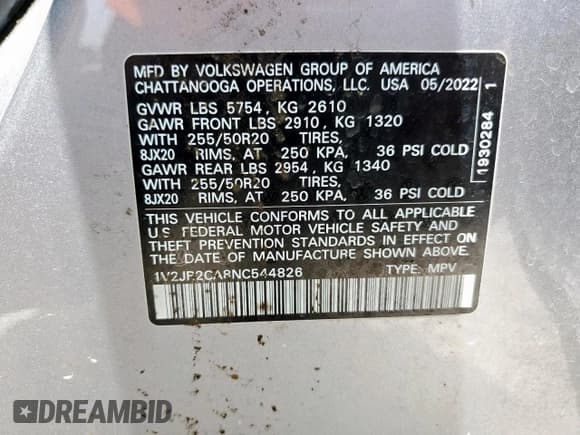 MFD BY VOLKSWAGEN GROUP OF AMERICA
CHATTANOOGA OPERATIONS, LLC. USA 05/2022
GVWR LBS 5754, KG 2610
GAWR FRONT LBS 2910, KG 1320
WITH 255/50R20 TIRES,
8JX20 RIMS, AT 250 KPA, 36 PSI COLD
GAWR REAR LBS 2954, KG 1340
WITH 255/50R20 TIRES,
8JX20 RIMS, AT 250 KPA, 36 PSI COLD
THIS VEHICLE CONFORMS TO ALL APPLICABLE
U.S. FEDERAL MOTOR VEHICLE SAFETY AND
THEFT PREVENTION STANDARDS IN EFFECT ON
THE DATE OF MANUFACTURE SHOWN ABOVE.
1V2JP2CA8NC544826 TYPE: MPV
1930284 1
DREAMBID